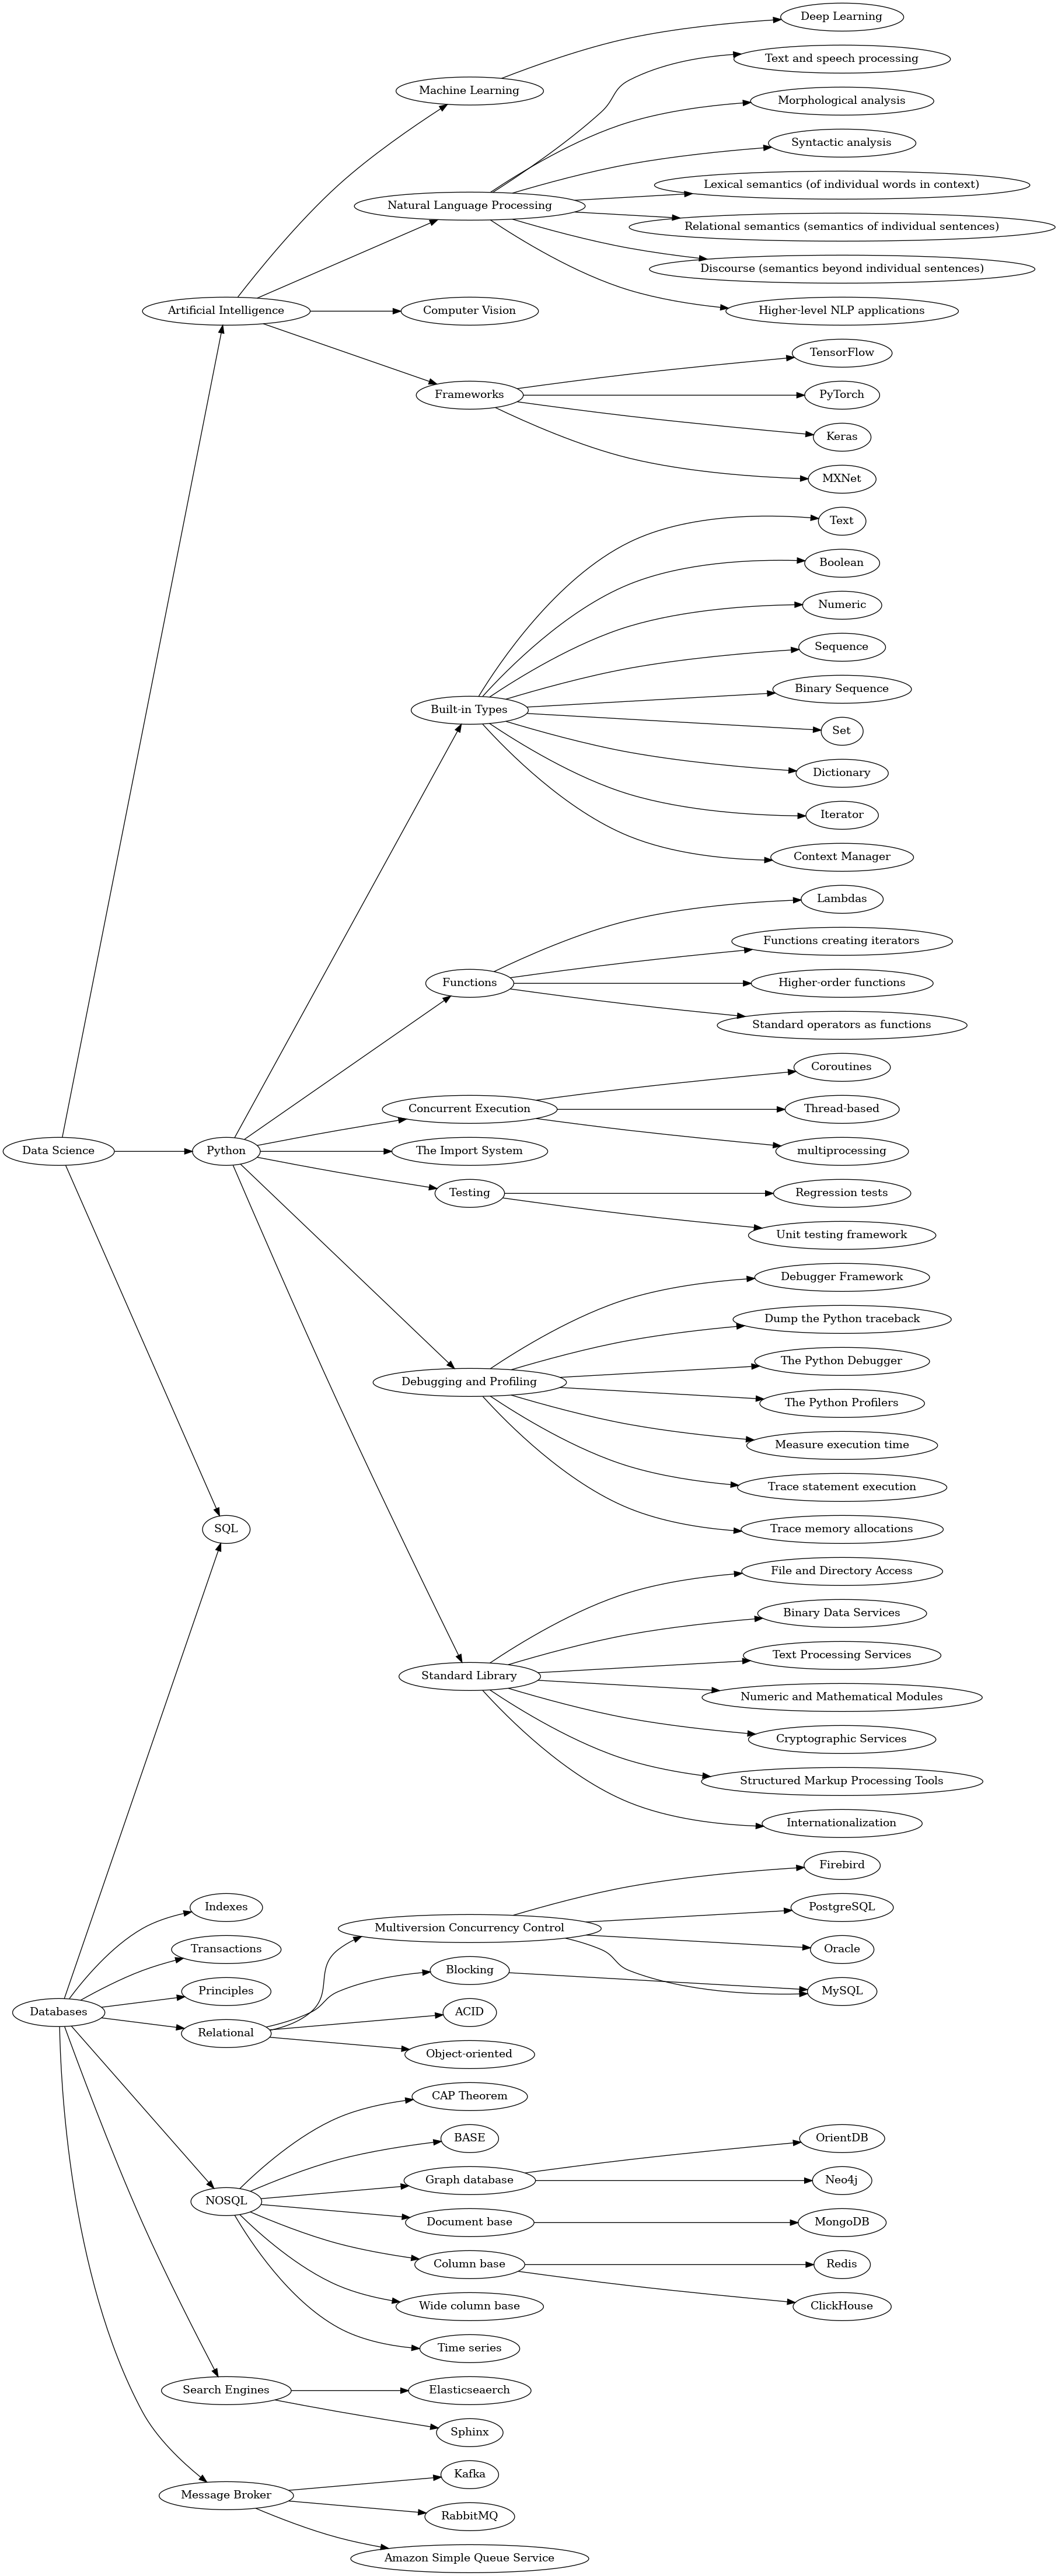 Deep Learning
Text and speech processing
Machine Learning
Morphological analysis
Syntactic analysis
Lexical semantics (of individual words in context)
Natural Language Processing
Relational semantics (semantics of individual sentences)
Discourse (semantics beyond individual sentences)
Artificial Intelligence
Computer Vision
Higher-level NLP applications
TensorFlow
Frameworks
PyTorch
Keras
MXNet
Text
Boolean
Numeric
Sequence
Binary Sequence
Built-in Types
Set
Dictionary
Iterator
Context Manager
Lambdas
Functions creating iterators
Functions
Higher-order functions
Standard operators as functions
Coroutines
Concurrent Execution
Thread-based
Data Science
Python
The Import System
multiprocessing
Testing
Regression tests
Unit testing framework
Debugger Framework
Dump the Python traceback
The Python Debugger
Debugging and Profiling
The Python Profilers
Measure execution time
Trace statement execution
SQL
Trace memory allocations
File and Directory Access
Binary Data Services
Text Processing Services
Standard Library
Numeric and Mathematical Modules
Cryptographic Services
Structured Markup Processing Tools
Internationalization
Firebird
Indexes
PostgreSQL
Multiversion Concurrency Control
Transactions
Oracle
Blocking
Principles
MySQL
Databases
ACID
Relational
Object-oriented
CAP Theorem
BASE
OrientDB
Graph database
Neo4j
NOSQL
Document base
MongoDB
Column base
Redis
Wide column base
ClickHouse
Time series
Search Engines
Elasticseaerch
Sphinx
Kafka
Message Broker
RabbitMQ
Amazon Simple Queue Service